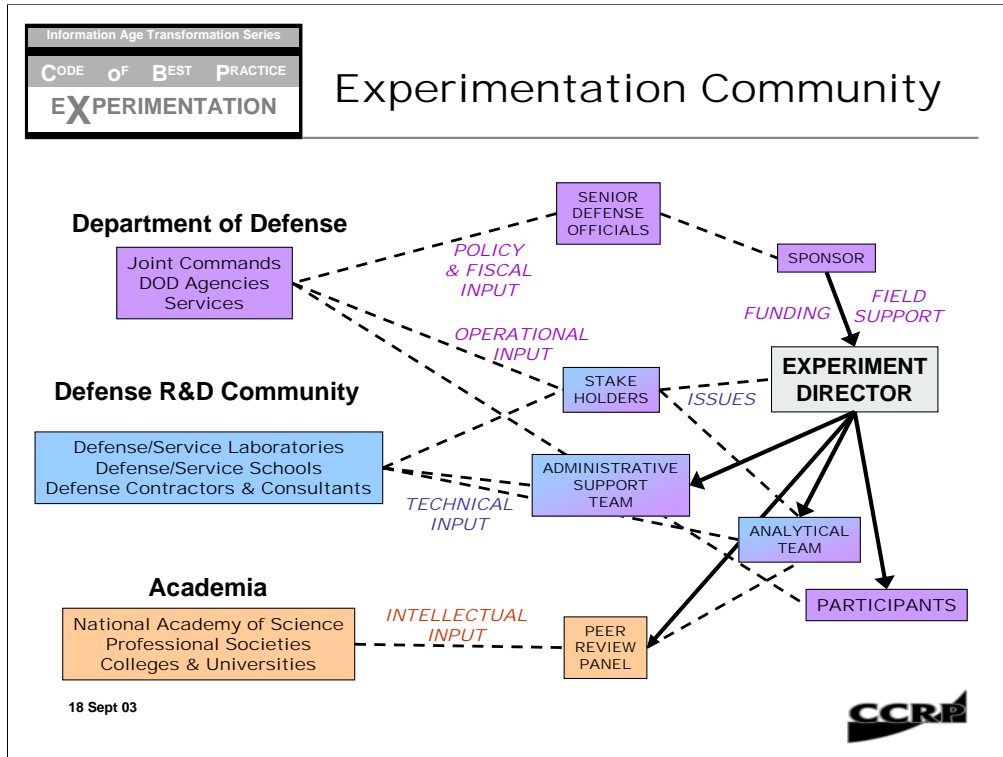 Information Age Transformation Series
CODE OF BEST PRACTICE
EXPERIMENTATION
Experimentation Community
Department of Defense
Joint Commands
DOD Agencies
Services
SENIOR
DEFENSE
OFFICIALS
POLICY
& FISCAL
INPUT
SPONSOR
FUNDING
FIELD
SUPPORT
OPERATIONAL
INPUT
EXPERIMENT
DIRECTOR
STAKE
HOLDERS
ISSUES
Defense R&D Community
Defense/Service Laboratories
Defense/Service Schools
Defense Contractors & Consultants
ADMINISTRATIVE
SUPPORT
TEAM
TECHNICAL
INPUT
ANALYTICAL
TEAM
PARTICIPANTS
Academia
National Academy of Science
Professional Societies
Colleges & Universities
INTELLECTUAL
INPUT
PEER
REVIEW
PANEL
18 Sept 03
CCRP